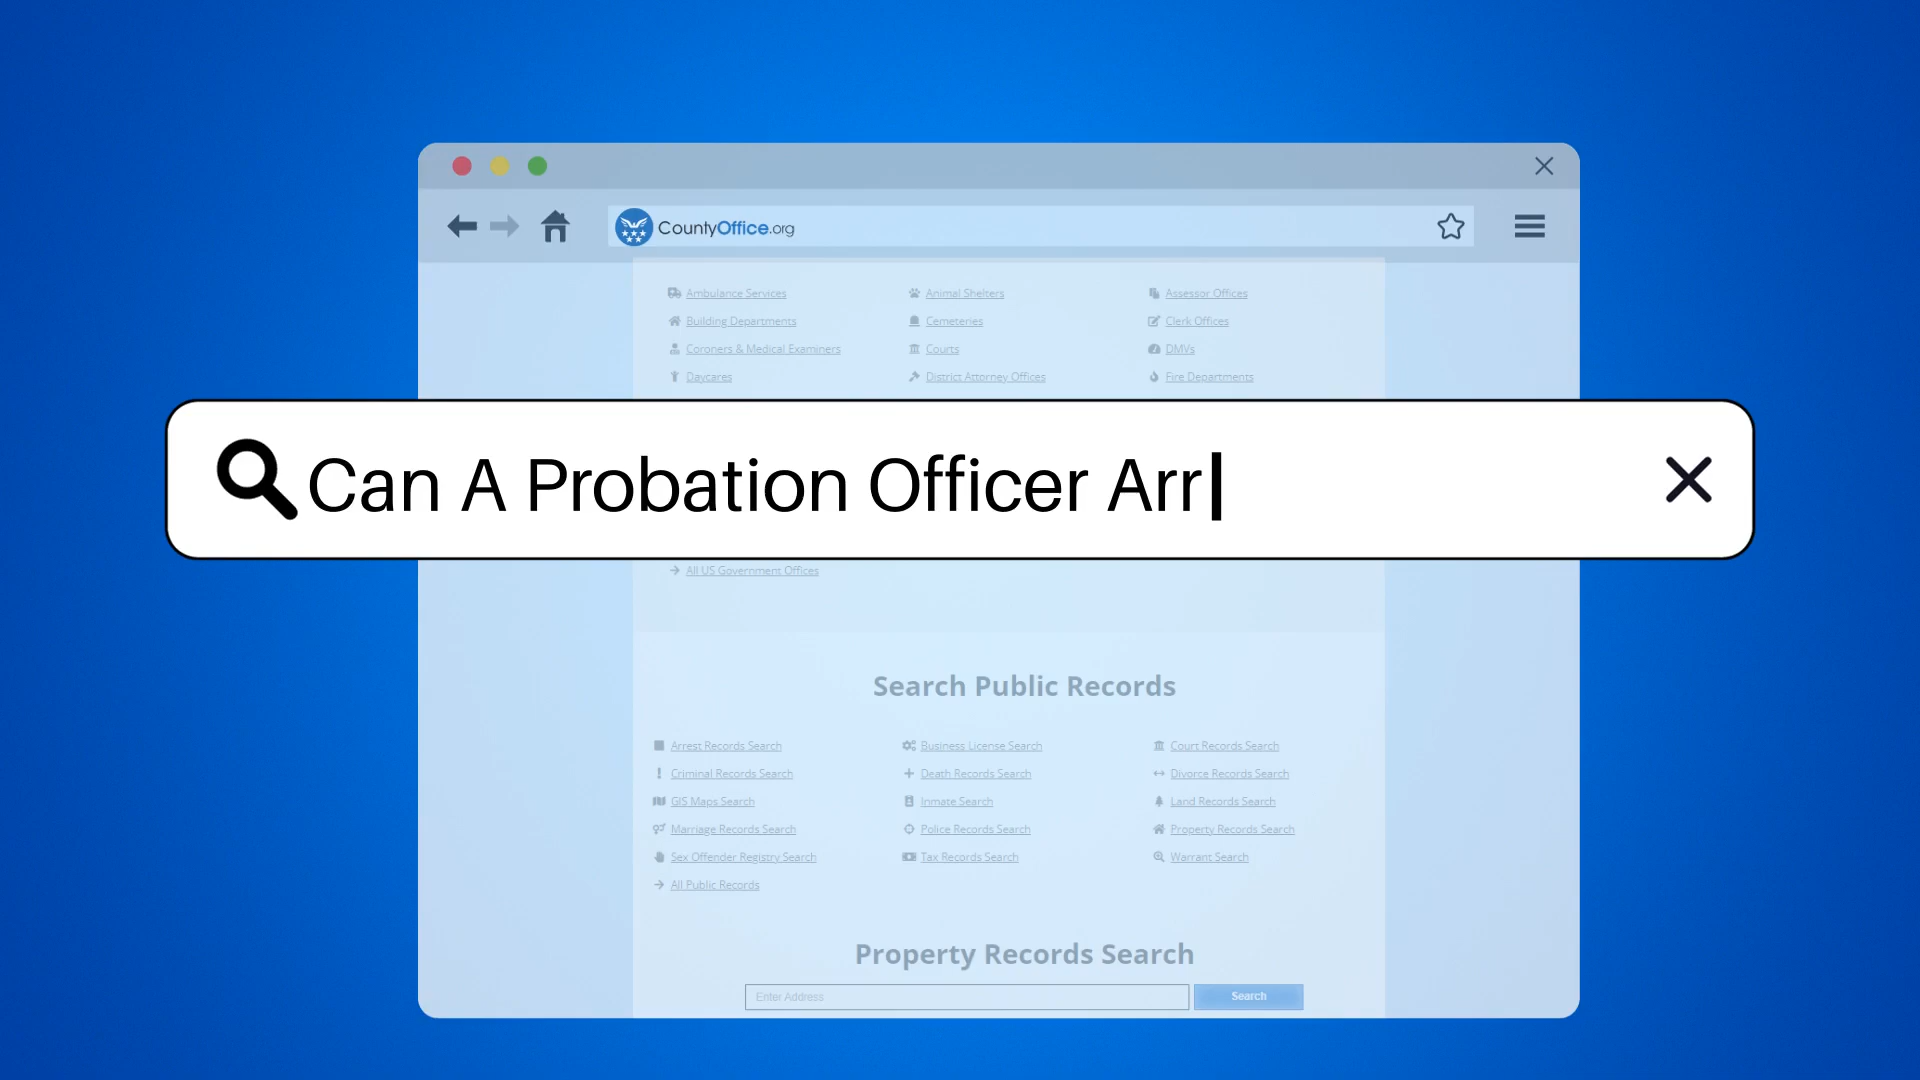 CountyOffice.org
Ambulance Services Animal Shelters Assessor Offices
Building Departments Cemeteries Clerk Offices
Coroners & Medical Examiners Courts DMVs
Daycares District Attorney Offices Fire Departments
Can A Probation Officer Arr
All US Government Offices
Search Public Records
Arrest Records Search Business License Search Court Records Search
Criminal Records Search Death Records Search Divorce Records Search
GIS Maps Search Inmate Search Land Records Search
Marriage Records Search Police Records Search Property Records Search
Sex Offender Registry Search Tax Records Search Warrant Search
All Public Records
Property Records Search
Enter Address Search